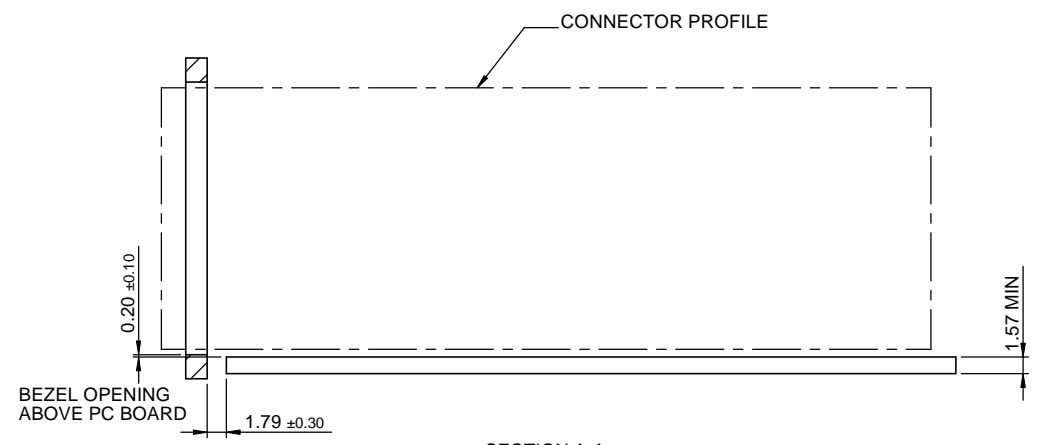 CONNECTOR PROFILE
0.20 ±0.10
1.57 MIN
BEZEL OPENING
ABOVE PC BOARD
1.79 ±0.30